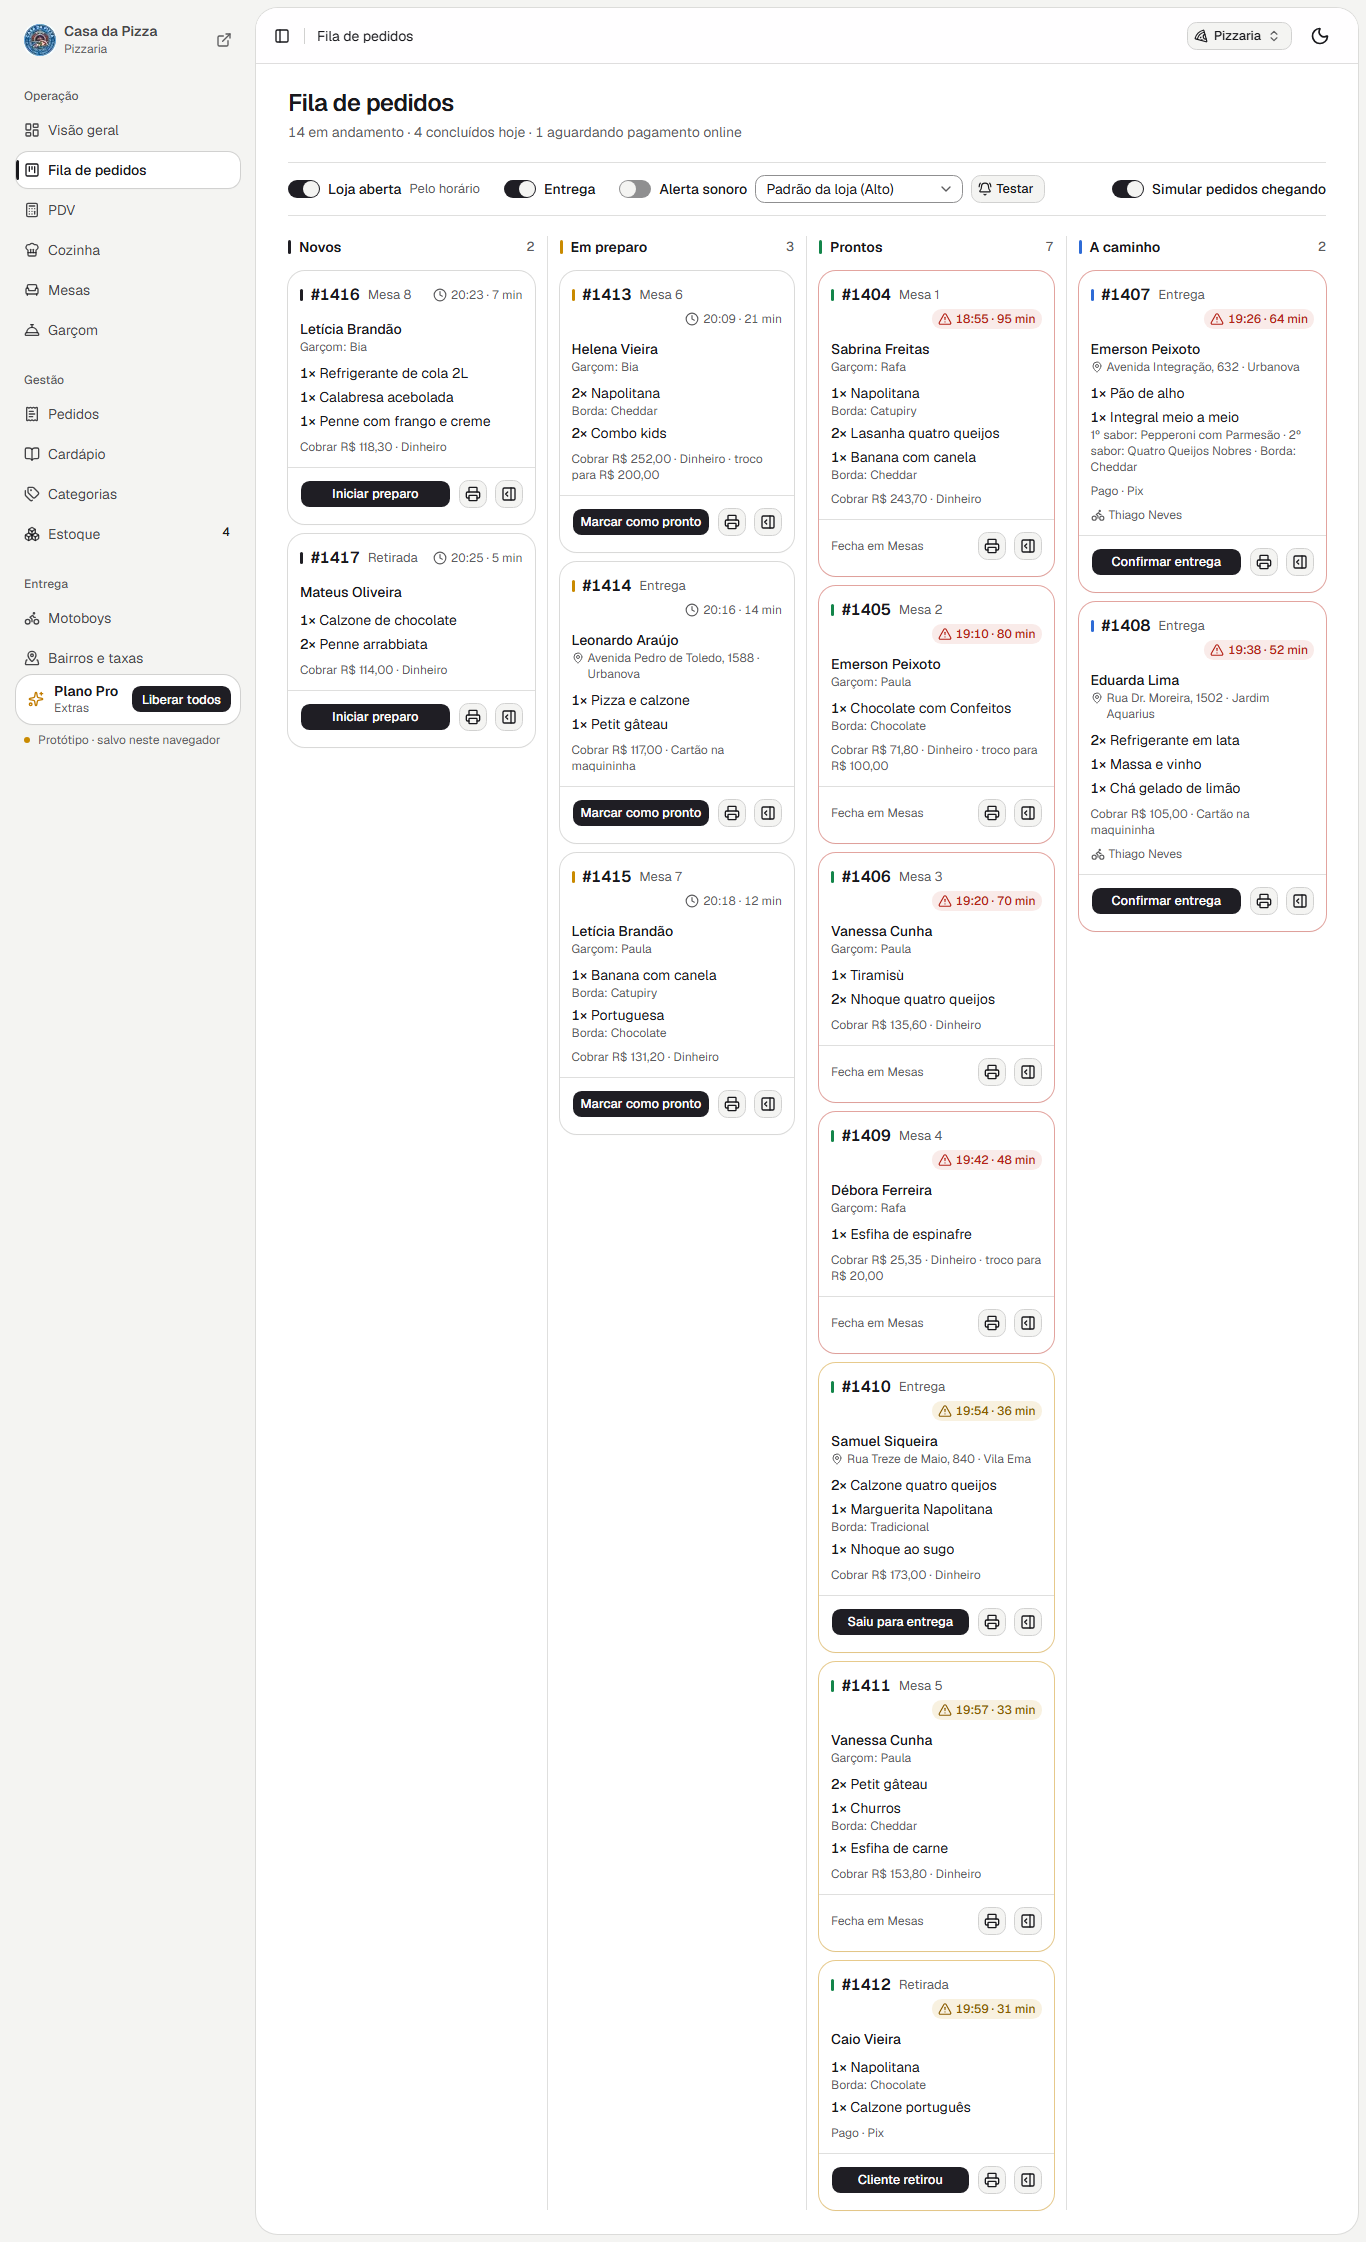 Casa da Pizza
Pizzaria
Operação
Visão geral
Fila de pedidos
PDV
Cozinha
Mesas
Garçom
Gestão
Pedidos
Cardápio
Categorias
Estoque 4
Entrega
Motoboys
Bairros e taxas
Plano Pro
Extras
Liberar todos
Protótipo · salvo neste navegador
Fila de pedidos
Pizzaria
Fila de pedidos
14 em andamento · 4 concluídos hoje · 1 aguardando pagamento online
Loja aberta Pelo horário Entrega Alerta sonoro Padrão da loja (Alto) Testar Simular pedidos chegando
Novos 2
#1416 Mesa 8 20:23 · 7 min
Letícia Brandão
Garçom: Bia
1× Refrigerante de cola 2L
1× Calabresa acebolada
1× Penne com frango e creme
Cobrar R$ 118,30 · Dinheiro
Iniciar preparo
#1417 Retirada 20:25 · 5 min
Mateus Oliveira
1× Calzone de chocolate
2× Penne arrabbiata
Cobrar R$ 114,00 · Dinheiro
Iniciar preparo
Em preparo 3
#1413 Mesa 6
20:09 · 21 min
Helena Vieira
Garçom: Bia
2× Napolitana
Borda: Cheddar
2× Combo kids
Cobrar R$ 252,00 · Dinheiro · troco
para R$ 200,00
Marcar como pronto
#1414 Entrega
20:16 · 14 min
Leonardo Araújo
Avenida Pedro de Toledo, 1588 ·
Urbanova
1× Pizza e calzone
1× Petit gâteau
Cobrar R$ 117,00 · Cartão na
maquininha
Marcar como pronto
#1415 Mesa 7
20:18 · 12 min
Letícia Brandão
Garçom: Paula
1× Banana com canela
Borda: Catupiry
1× Portuguesa
Borda: Chocolate
Cobrar R$ 131,20 · Dinheiro
Marcar como pronto
Prontos 7
#1404 Mesa 1
18:55 · 95 min
Sabrina Freitas
Garçom: Rafa
1× Napolitana
Borda: Catupiry
2× Lasanha quatro queijos
1× Banana com canela
Borda: Cheddar
Cobrar R$ 243,70 · Dinheiro
Fecha em Mesas
#1405 Mesa 2
19:10 · 80 min
Emerson Peixoto
Garçom: Paula
1× Chocolate com Confeitos
Borda: Chocolate
Cobrar R$ 71,80 · Dinheiro · troco para
R$ 100,00
Fecha em Mesas
#1406 Mesa 3
19:20 · 70 min
Vanessa Cunha
Garçom: Paula
1× Tiramisù
2× Nhoque quatro queijos
Cobrar R$ 135,60 · Dinheiro
Fecha em Mesas
#1409 Mesa 4
19:42 · 48 min
Débora Ferreira
Garçom: Rafa
1× Esfiha de espinafre
Cobrar R$ 25,35 · Dinheiro · troco para
R$ 20,00
Fecha em Mesas
#1410 Entrega
19:54 · 36 min
Samuel Siqueira
Rua Treze de Maio, 840 · Vila Ema
2× Calzone quatro queijos
1× Marguerita Napolitana
Borda: Tradicional
1× Nhoque ao sugo
Cobrar R$ 173,00 · Dinheiro
Saiu para entrega
#1411 Mesa 5
19:57 · 33 min
Vanessa Cunha
Garçom: Paula
2× Petit gâteau
1× Churros
Borda: Cheddar
1× Esfiha de carne
Cobrar R$ 153,80 · Dinheiro
Fecha em Mesas
#1412 Retirada
19:59 · 31 min
Caio Vieira
1× Napolitana
Borda: Chocolate
1× Calzone português
Pago · Pix
Cliente retirou
A caminho 2
#1407 Entrega
19:26 · 64 min
Emerson Peixoto
Avenida Integração, 632 · Urbanova
1× Pão de alho
1× Integral meio a meio
1º sabor: Pepperoni com Parmesão · 2º
sabor: Quatro Queijos Nobres · Borda:
Cheddar
Pago · Pix
Thiago Neves
Confirmar entrega
#1408 Entrega
19:38 · 52 min
Eduarda Lima
Rua Dr. Moreira, 1502 · Jardim
Aquarius
2× Refrigerante em lata
1× Massa e vinho
1× Chá gelado de limão
Cobrar R$ 105,00 · Cartão na
maquininha
Thiago Neves
Confirmar entrega